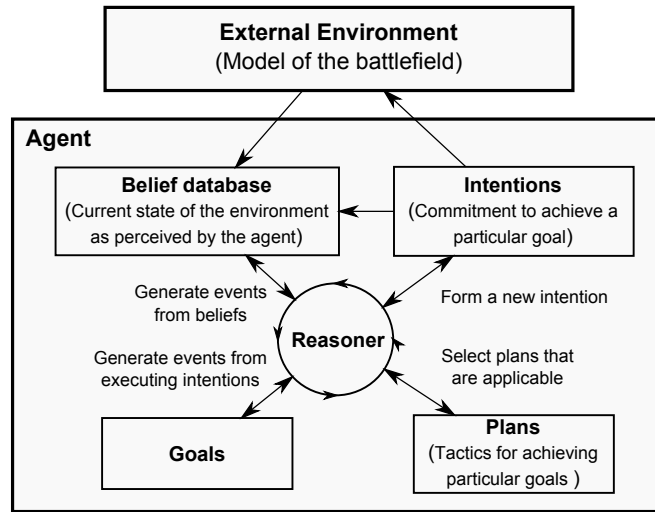 External Environment
(Model of the battlefield)
Agent
Belief database
(Current state of the environment
as perceived by the agent)
Intentions
(Commitment to achieve a
particular goal)
Generate events
from beliefs
Form a new intention
Reasoner
Generate events from
executing intentions
Select plans that
are applicable
Goals
Plans
(Tactics for achieving
particular goals )